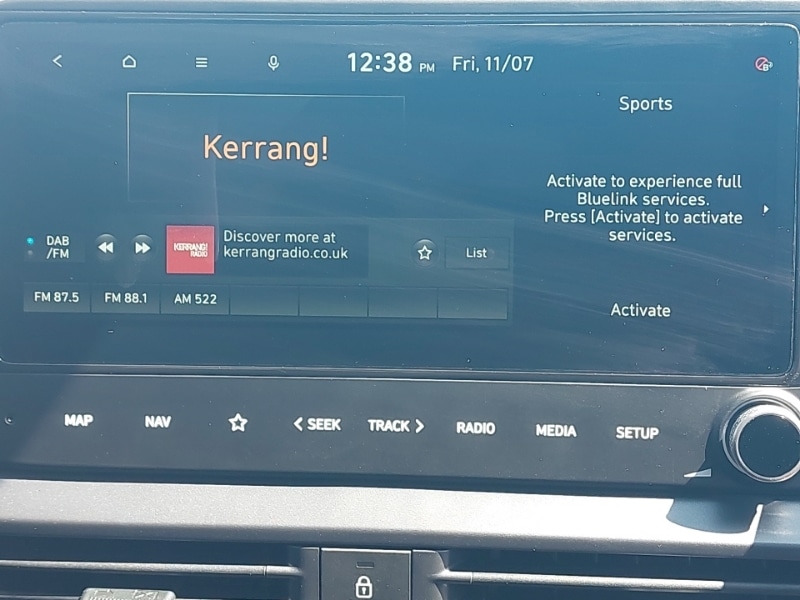 12:38 PM Fri, 11/07
Kerrang!
Sports
Activate to experience full
Bluelink services.
Press [Activate] to activate
services.
Activate
DAB
/FM
KERRANG!
RADIO
Discover more at
kerrangradio.co.uk
List
FM 87.5
FM 88.1
AM 522
MAP
NAV
SEEK
TRACK
RADIO
MEDIA
SETUP